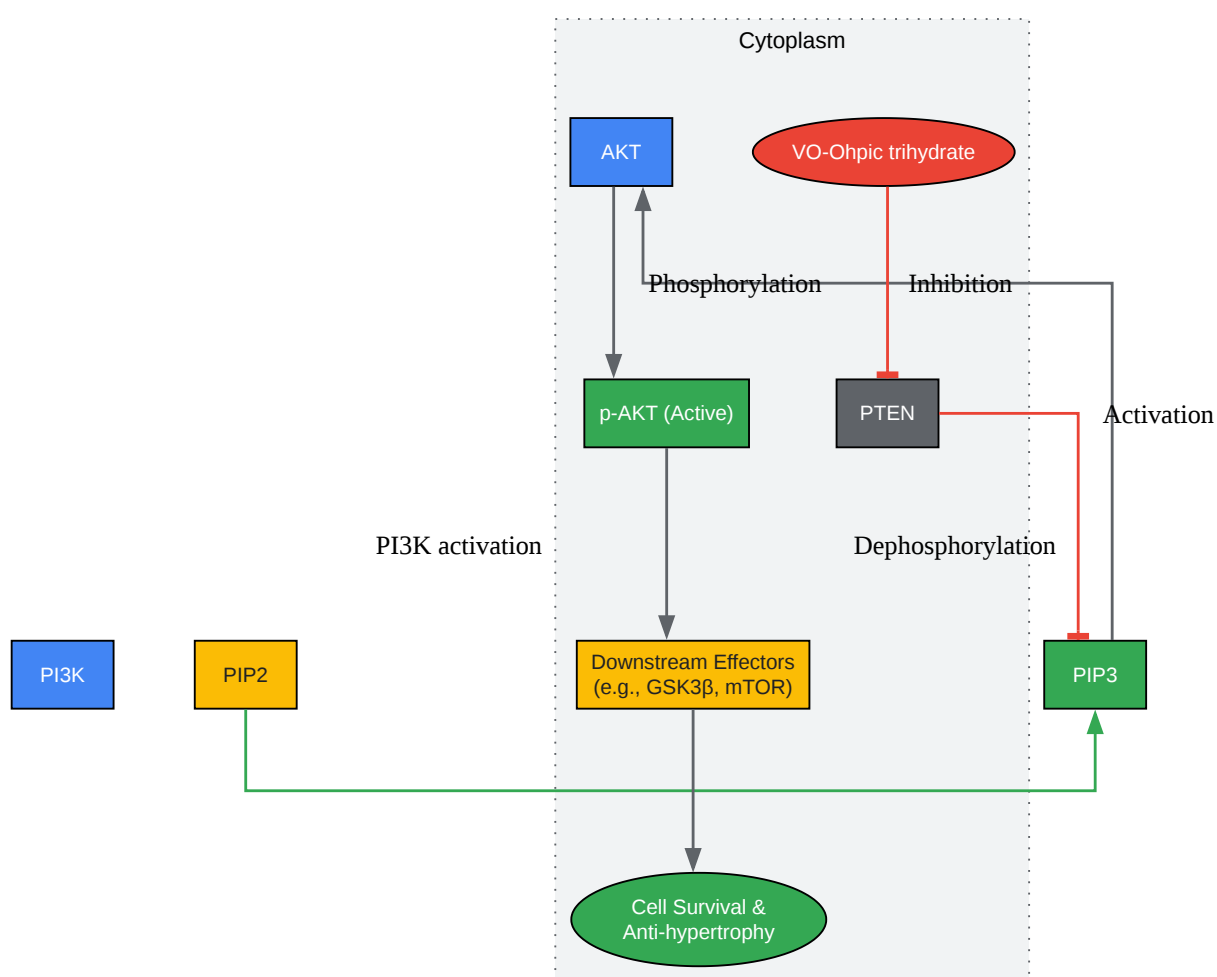 Cytoplasm
AKT
VO-Ohpic trihydrate
Phosphorylation
Inhibition
p-AKT (Active)
PTEN
Activation
PI3K activation
Dephosphorylation
PI3K
PIP2
Downstream Effectors
(e.g., GSK3β, mTOR)
PIP3
Cell Survival &
Anti-hypertrophy